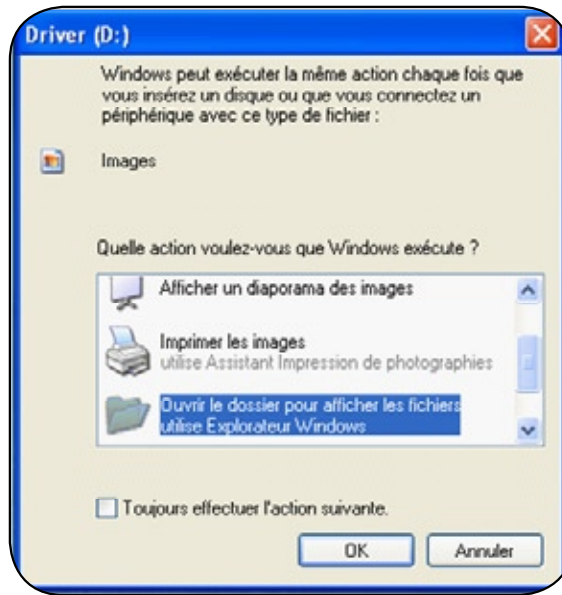 Driver (D:)
Windows peut exécuter la même action chaque fois que
vous insérez un disque ou que vous connectez un
périphérique avec ce type de fichier :
Images
Quelle action voulez-vous que Windows exécute ?
Afficher un diaporama des images
Imprimer les images
utilise Assistant Impression de photographies
Ouvrir le dossier pour afficher les fichiers
utilise Explorateur Windows
Toujours effectuer l'action suivante.
OK
Annuler